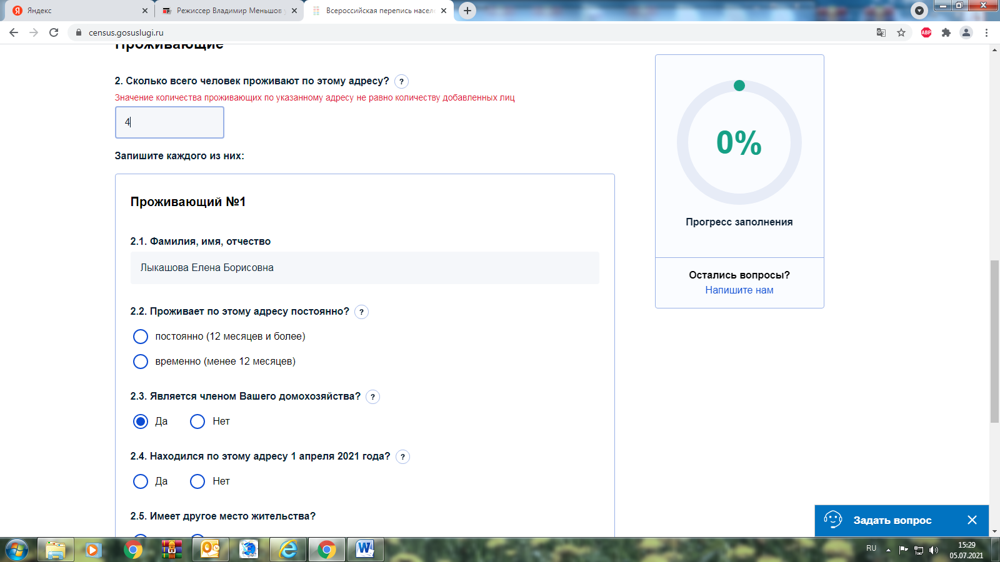 Яндекс
Режиссер Владимир Меньшов
Всероссийская перепись насел
census.gosuslugi.ru
ABP
Проживающие
2. Сколько всего человек проживают по этому адресу? ?
Значение количества проживающих по указанному адресу не равно количеству добавленных лиц
4
Запишите каждого из них:
Проживающий №1
2.1. Фамилия, имя, отчество
Лыкашова Елена Борисовна
2.2. Проживает по этому адресу постоянно? ?
постоянно (12 месяцев и более)
временно (менее 12 месяцев)
2.3. Является членом Вашего домохозяйства? ?
Да Нет
2.4. Находился по этому адресу 1 апреля 2021 года? ?
Да Нет
2.5. Имеет другое место жительства?
0%
Прогресс заполнения
Остались вопросы?
Напишите нам
Задать вопрос
RU
15:29
05.07.2021